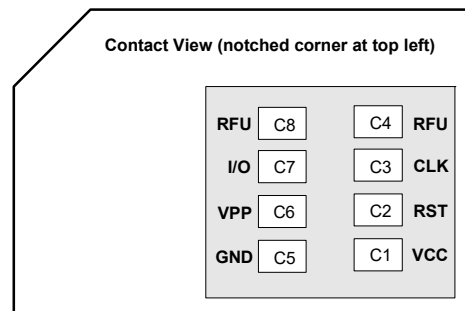 Contact View (notched corner at top left)
RFU C8 C4 RFU
I/O C7 C3 CLK
VPP C6 C2 RST
GND C5 C1 VCC